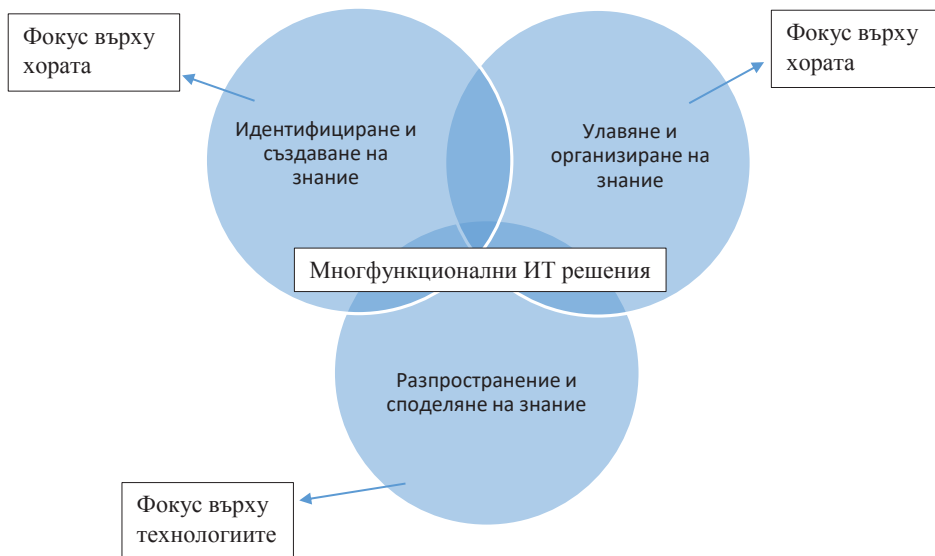 Фокус върху
хората
Фокус върху
хората
Идентифициране и
създаване на
знание
Улавяне и
организиране на
знание
Многфункционални ИТ решения
Разпространение и
споделяне на знание
Фокус върху
технологиите